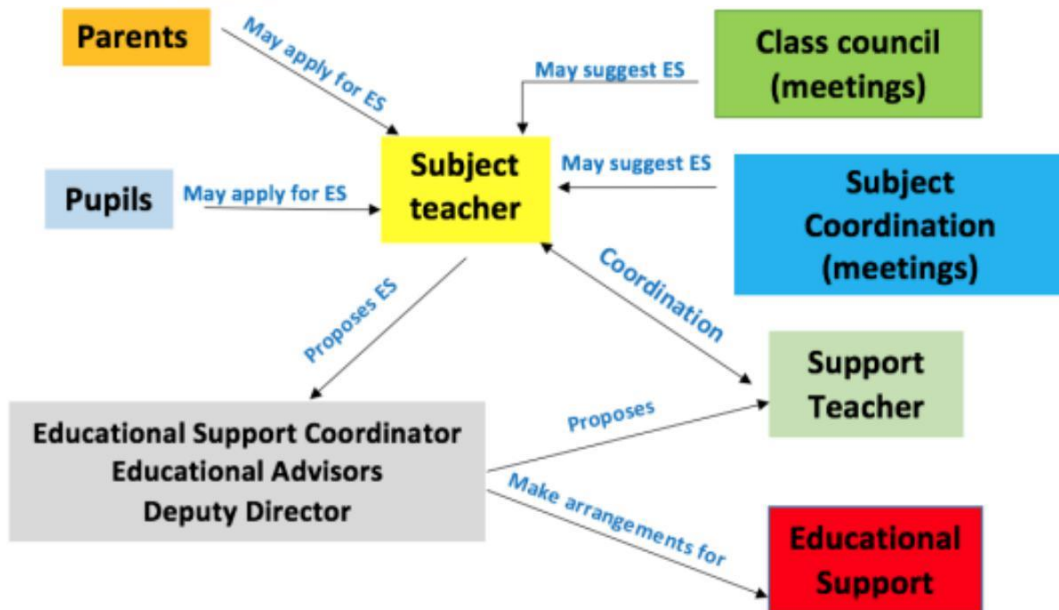 Parents
May apply for ES
May suggest ES
Class council
(meetings)
Pupils
May apply for ES
Subject
teacher
May suggest ES
Subject
Coordination
(meetings)
Proposes ES
Coordination
Support
Teacher
Educational Support Coordinator
Educational Advisors
Deputy Director
Proposes
Make arrangements for
Educational
Support